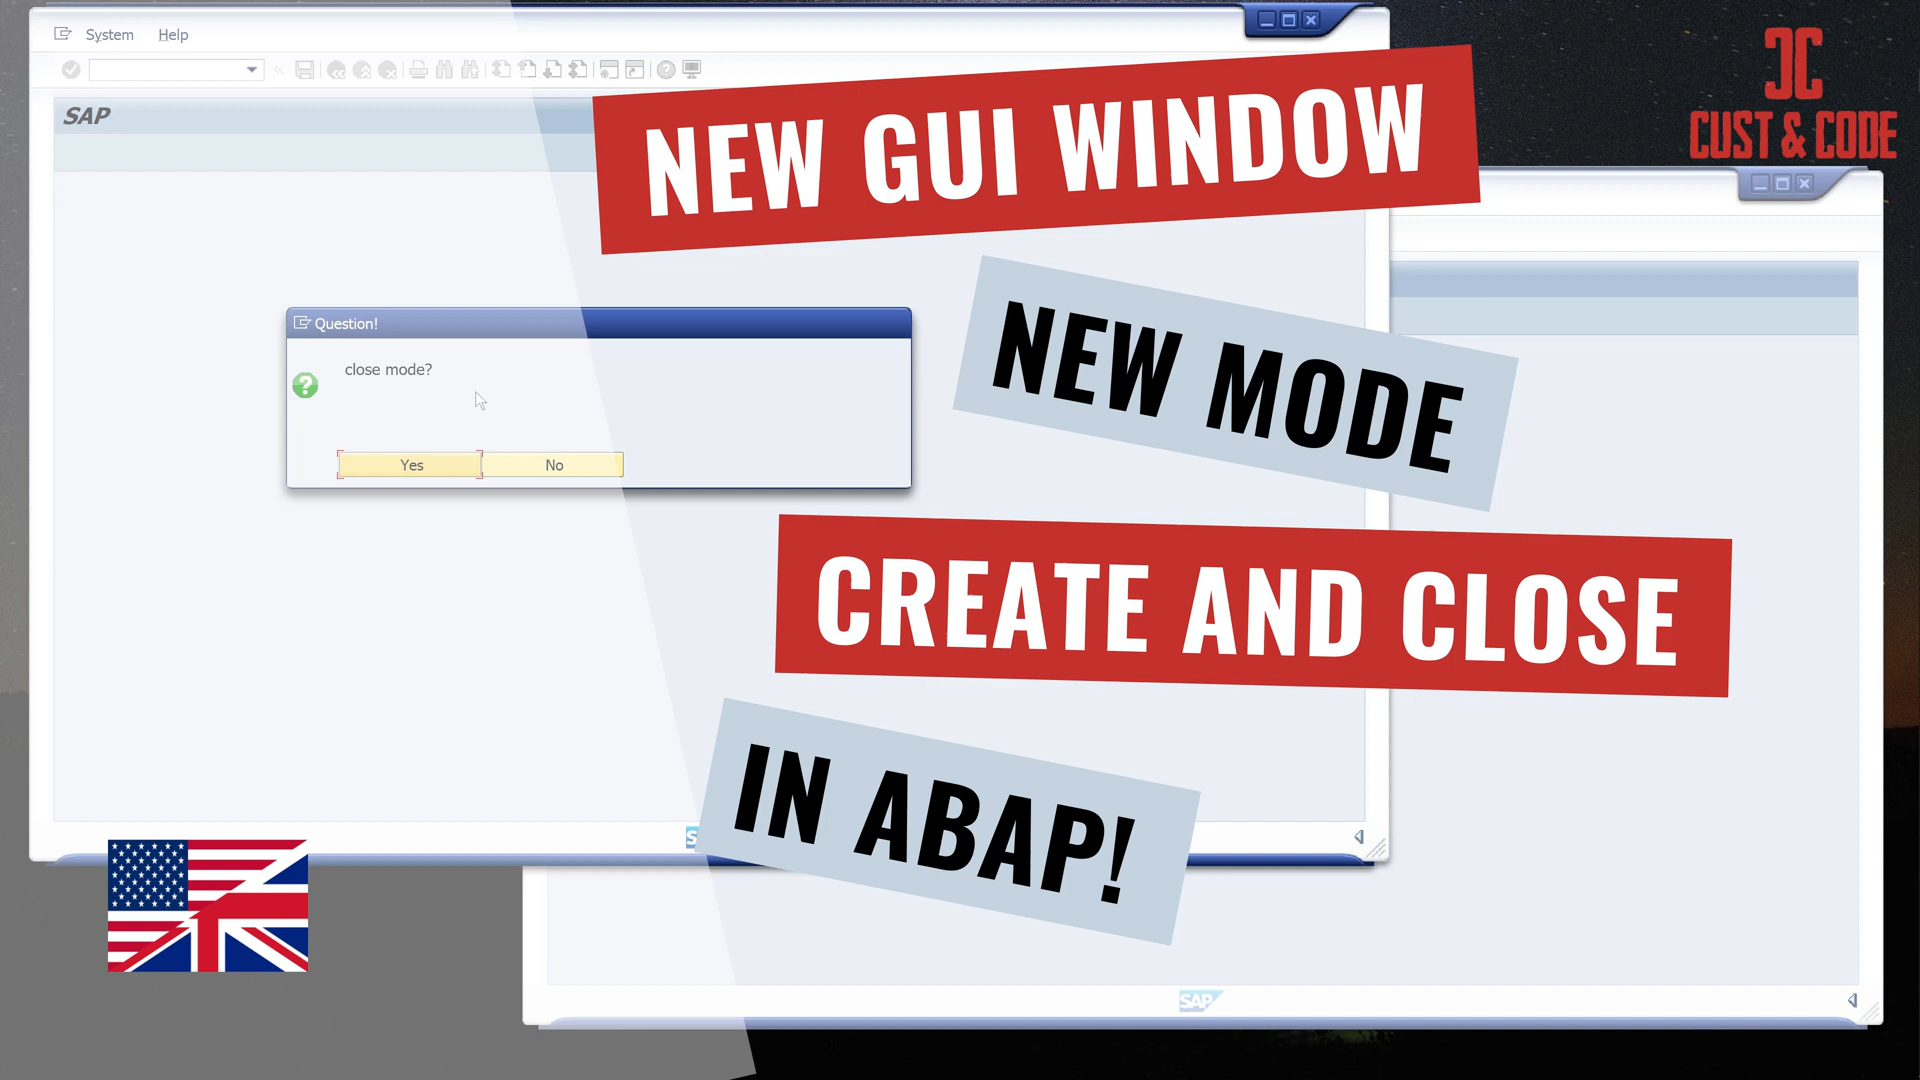 System Help
SAP
NEW GUI WINDOW
CUST & CODE
NEW MODE
Question!
close mode?
Yes No
CREATE AND CLOSE
IN ABAP!
SAP